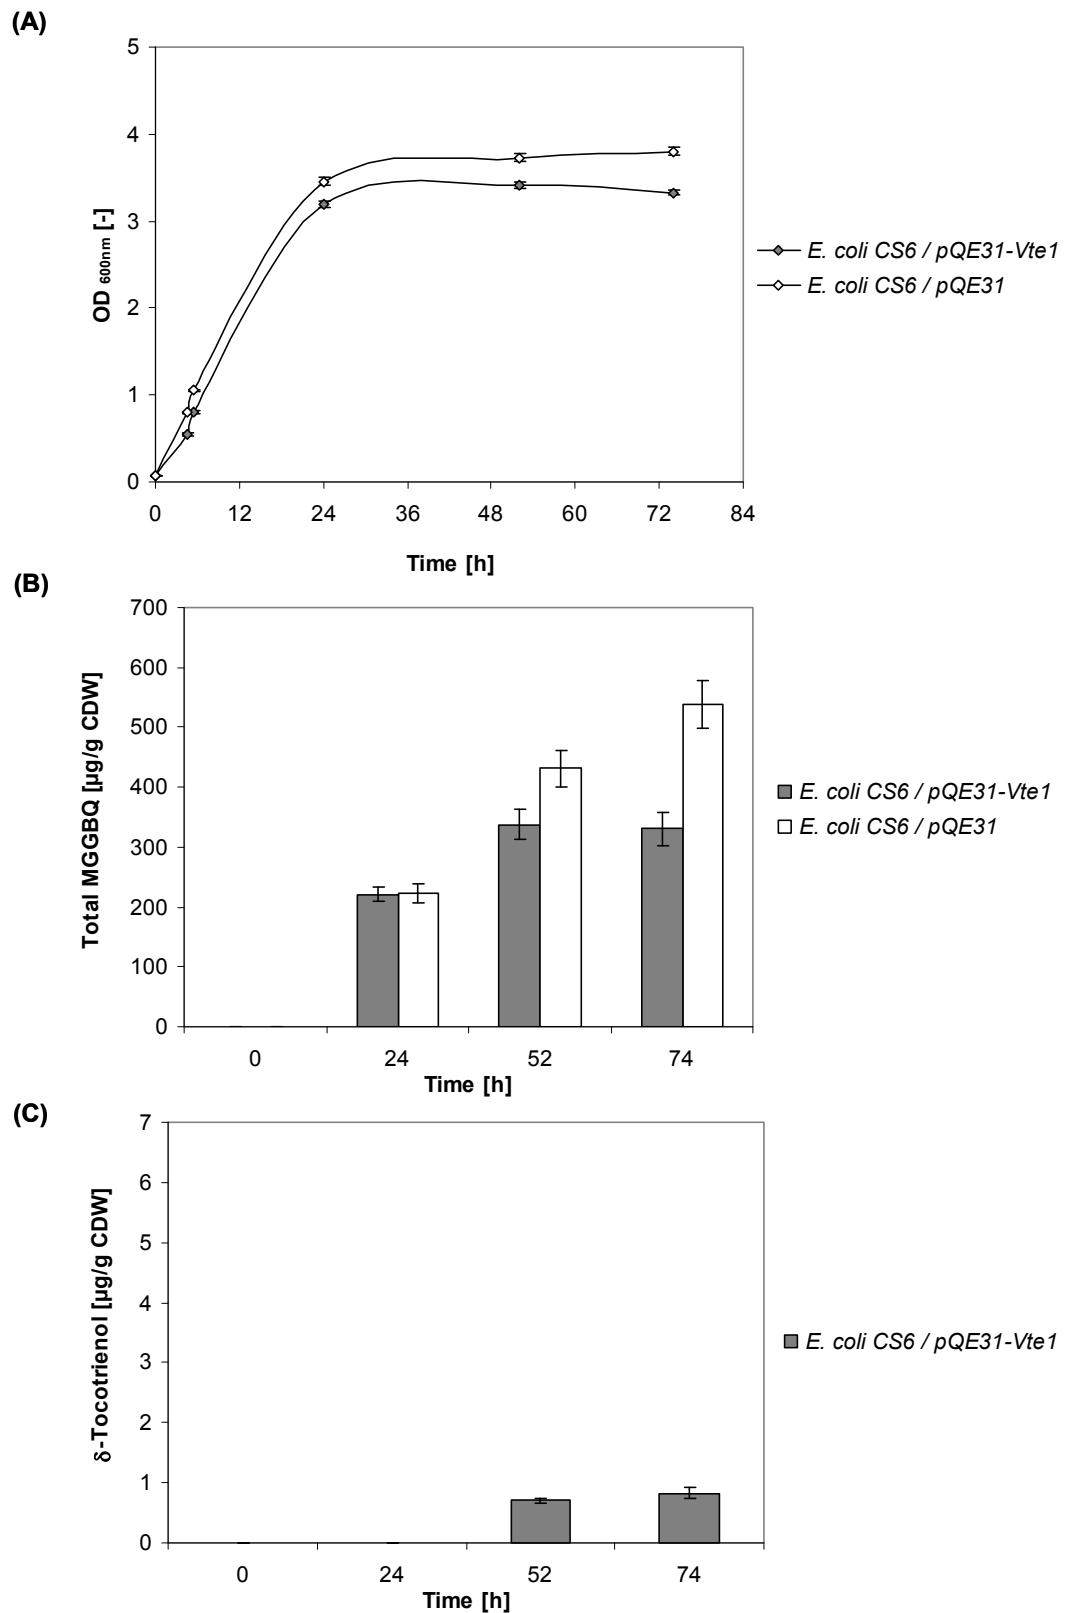 (A)
5
4
3
2
1
0
OD 600nm [-]
0 12 24 36 48 60 72 84
Time [h]
E. coli CS6 / pQE31-Vte1
E. coli CS6 / pQE31
(B)
700
600
500
400
300
200
100
0
Total MGGBQ [µg/g CDW]
0 24 52 74
Time [h]
E. coli CS6 / pQE31-Vte1
E. coli CS6 / pQE31
(C)
7
6
5
4
3
2
1
0
δ-Tocotrienol [µg/g CDW]
0 24 52 74
Time [h]
E. coli CS6 / pQE31-Vte1